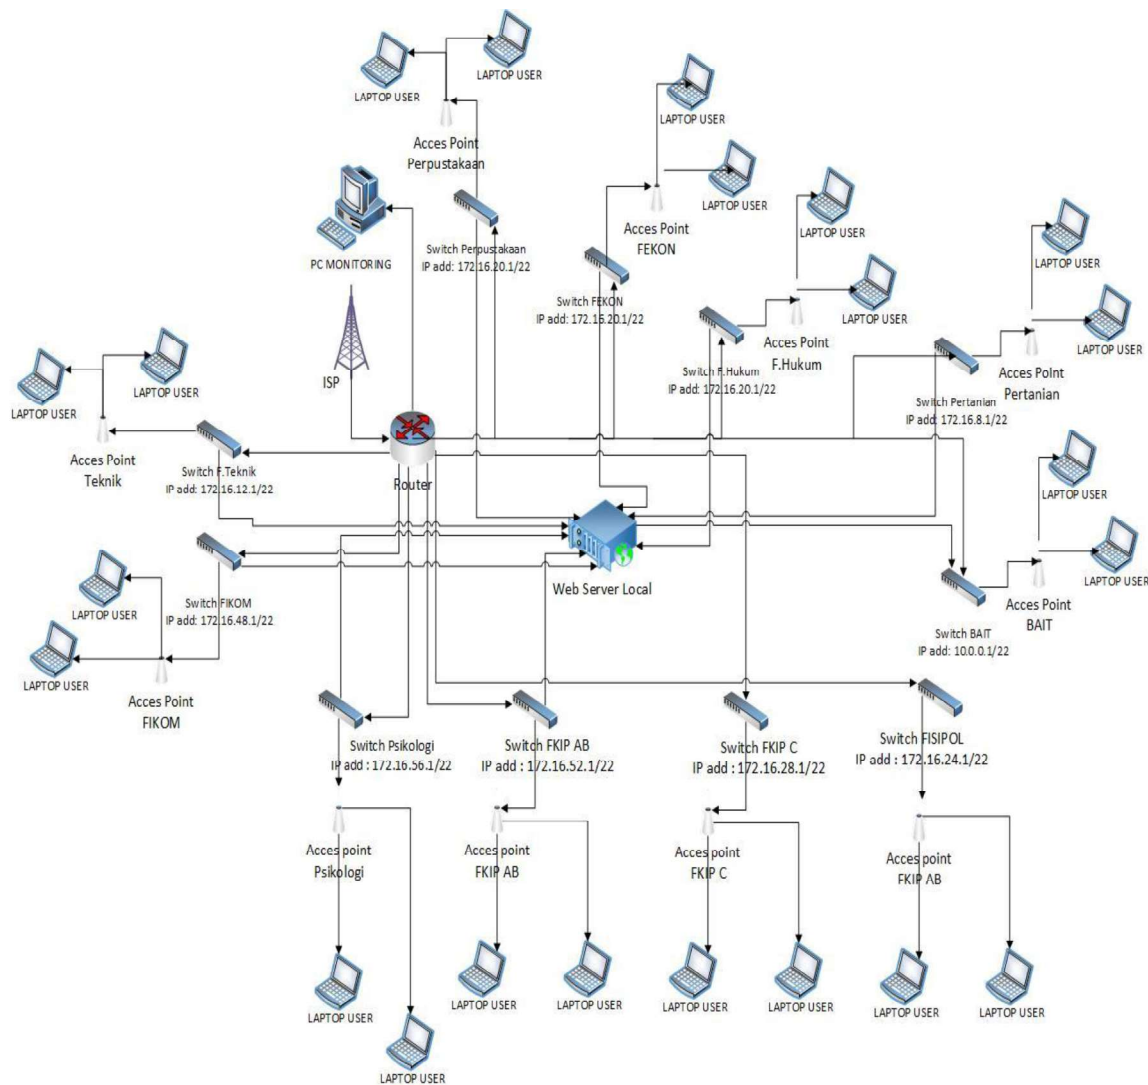 LAPTOP USER
LAPTOP USER
Acces Point
Perpustakaan
LAPTOP USER
LAPTOP USER
Acces Point
FEKON
PC MONITORING
Switch Perpustakaan
IP add: 172.16.20.1/22
LAPTOP USER
LAPTOP USER
Acces Point
F.Hukum
Switch FEKON
IP add: 172.16.20.1/22
LAPTOP USER
LAPTOP USER
Acces Point
Pertanian
Switch F.Hukum
IP add: 172.16.20.1/22
Switch Pertanian
IP add: 172.16.8.1/22
ISP
LAPTOP USER
LAPTOP USER
Acces Point
Teknik
Switch F.Teknik
IP add: 172.16.12.1/22
Router
LAPTOP USER
LAPTOP USER
Acces Point
BAIT
Web Server Local
Switch BAIT
IP add: 10.0.0.1/22
LAPTOP USER
LAPTOP USER
Switch FIKOM
IP add: 172.16.48.1/22
Acces Point
FIKOM
Switch Psikologi
IP add : 172.16.56.1/22
Switch FKIP AB
IP add : 172.16.52.1/22
Switch FKIP C
IP add : 172.16.28.1/22
Switch FISIPOL
IP add : 172.16.24.1/22
Acces point
Psikologi
Acces point
FKIP AB
Acces point
FKIP C
Acces point
FKIP AB
LAPTOP USER
LAPTOP USER
LAPTOP USER
LAPTOP USER
LAPTOP USER
LAPTOP USER
LAPTOP USER
LAPTOP USER